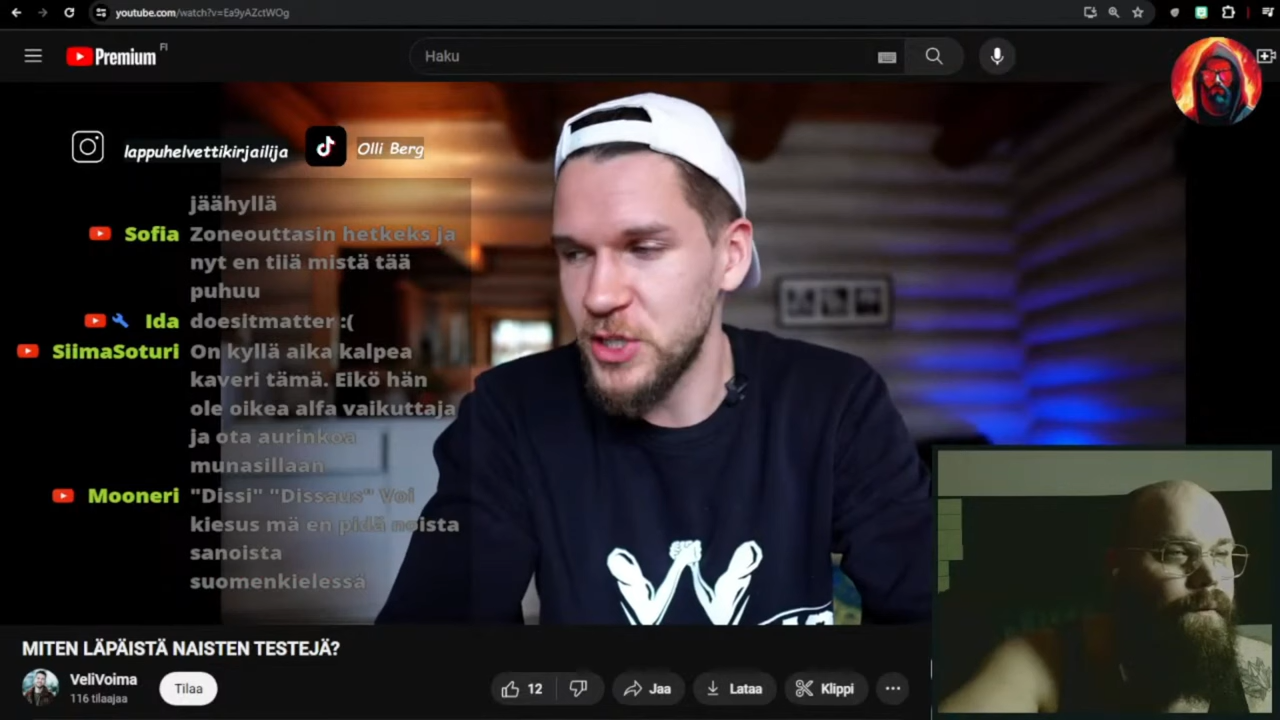 youtube.com/watch?v=Ea9yAZctWOg
Premium FI
Haku
lappuhelvettikirjailija
Olli Berg
jäähyllä
Sofia Zoneouttasin hetkeks ja
nyt en tiiä mistä tää
puhuu
Ida doesitmatter :(
SiimaSoturi On kyllä aika kalpea
kaveri tämä. Eikö hän
ole oikea alfa vaikuttaja
ja ota aurinkoa
munasillaan
Mooneri "Dissi" "Dissaus" Voi
kiesus mä en pidä noista
sanoista
suomenkielessä
MITEN LÄPÄISTÄ NAISTEN TESTEJÄ?
VeliVoima
116 tilaajaa
Tilaa
12
Jaa
Lataa
Klippi